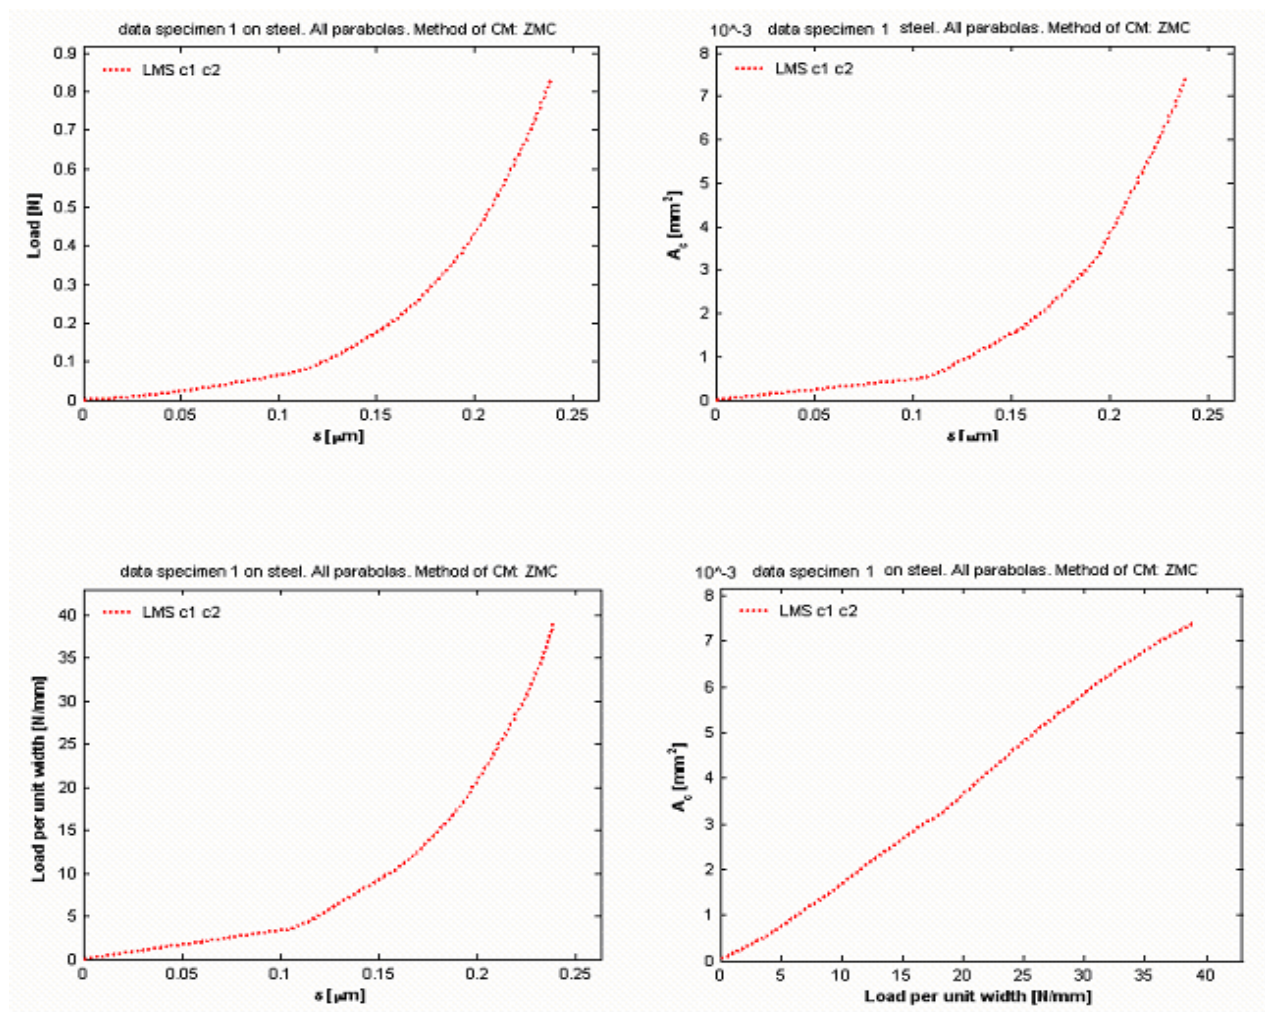 data specimen 1 on steel. All parabolas. Method of CM: ZMC
LMS c1 c2
Load [N]
0.9
0.8
0.7
0.6
0.5
0.4
0.3
0.2
0.1
0
0 0.05 0.1 0.15 0.2 0.25
s [μm]
10^-3 data specimen 1 steel. All parabolas. Method of CM: ZMC
LMS c1 c2
A_c [mm²]
8
7
6
5
4
3
2
1
0
0 0.05 0.1 0.15 0.2 0.25
s [μm]
data specimen 1 on steel. All parabolas. Method of CM: ZMC
LMS c1 c2
Load per unit width [N/mm]
40
35
30
25
20
15
10
5
0
0 0.05 0.1 0.15 0.2 0.25
s [μm]
10^-3 data specimen 1 on steel. All parabolas. Method of CM: ZMC
LMS c1 c2
A_c [mm²]
8
7
6
5
4
3
2
1
0
0 5 10 15 20 25 30 35 40
Load per unit width [N/mm]